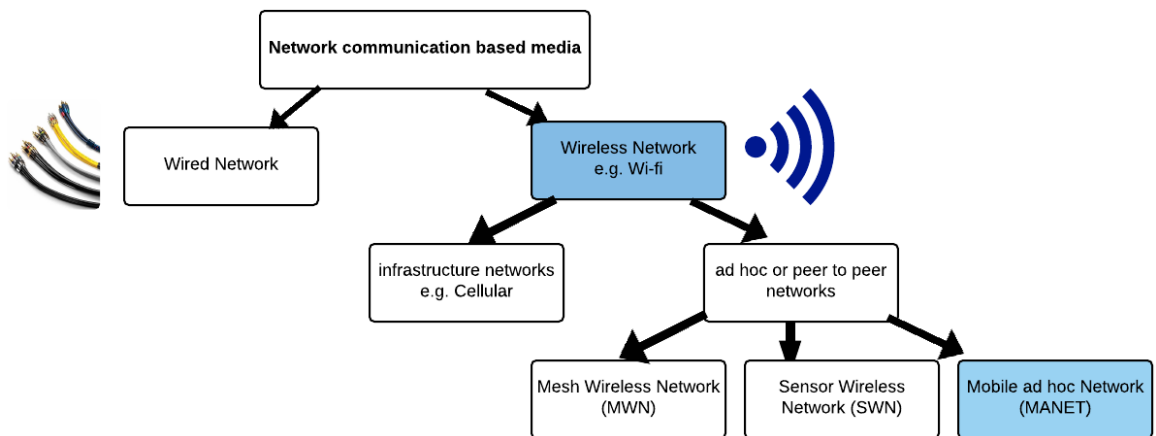 Network communication based media
Wired Network
Wireless Network
e.g. Wi-fi
infrastructure networks
e.g. Cellular
ad hoc or peer to peer
networks
Mesh Wireless Network
(MWN)
Sensor Wireless
Network (SWN)
Mobile ad hoc Network
(MANET)